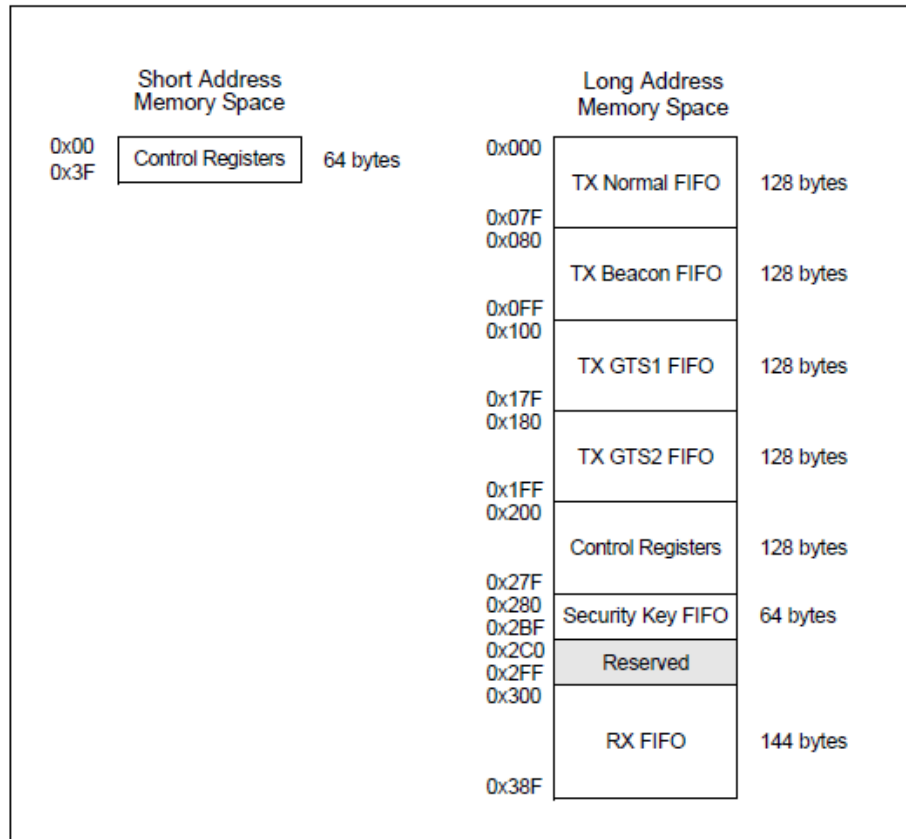 Short Address
Memory Space
0x00
0x3F
Control Registers
64 bytes
Long Address
Memory Space
0x000
TX Normal FIFO
128 bytes
0x07F
0x080
TX Beacon FIFO
128 bytes
0x0FF
0x100
TX GTS1 FIFO
128 bytes
0x17F
0x180
TX GTS2 FIFO
128 bytes
0x1FF
0x200
Control Registers
128 bytes
0x27F
0x280
Security Key FIFO
64 bytes
0x2BF
0x2C0
Reserved
0x2FF
0x300
RX FIFO
144 bytes
0x38F